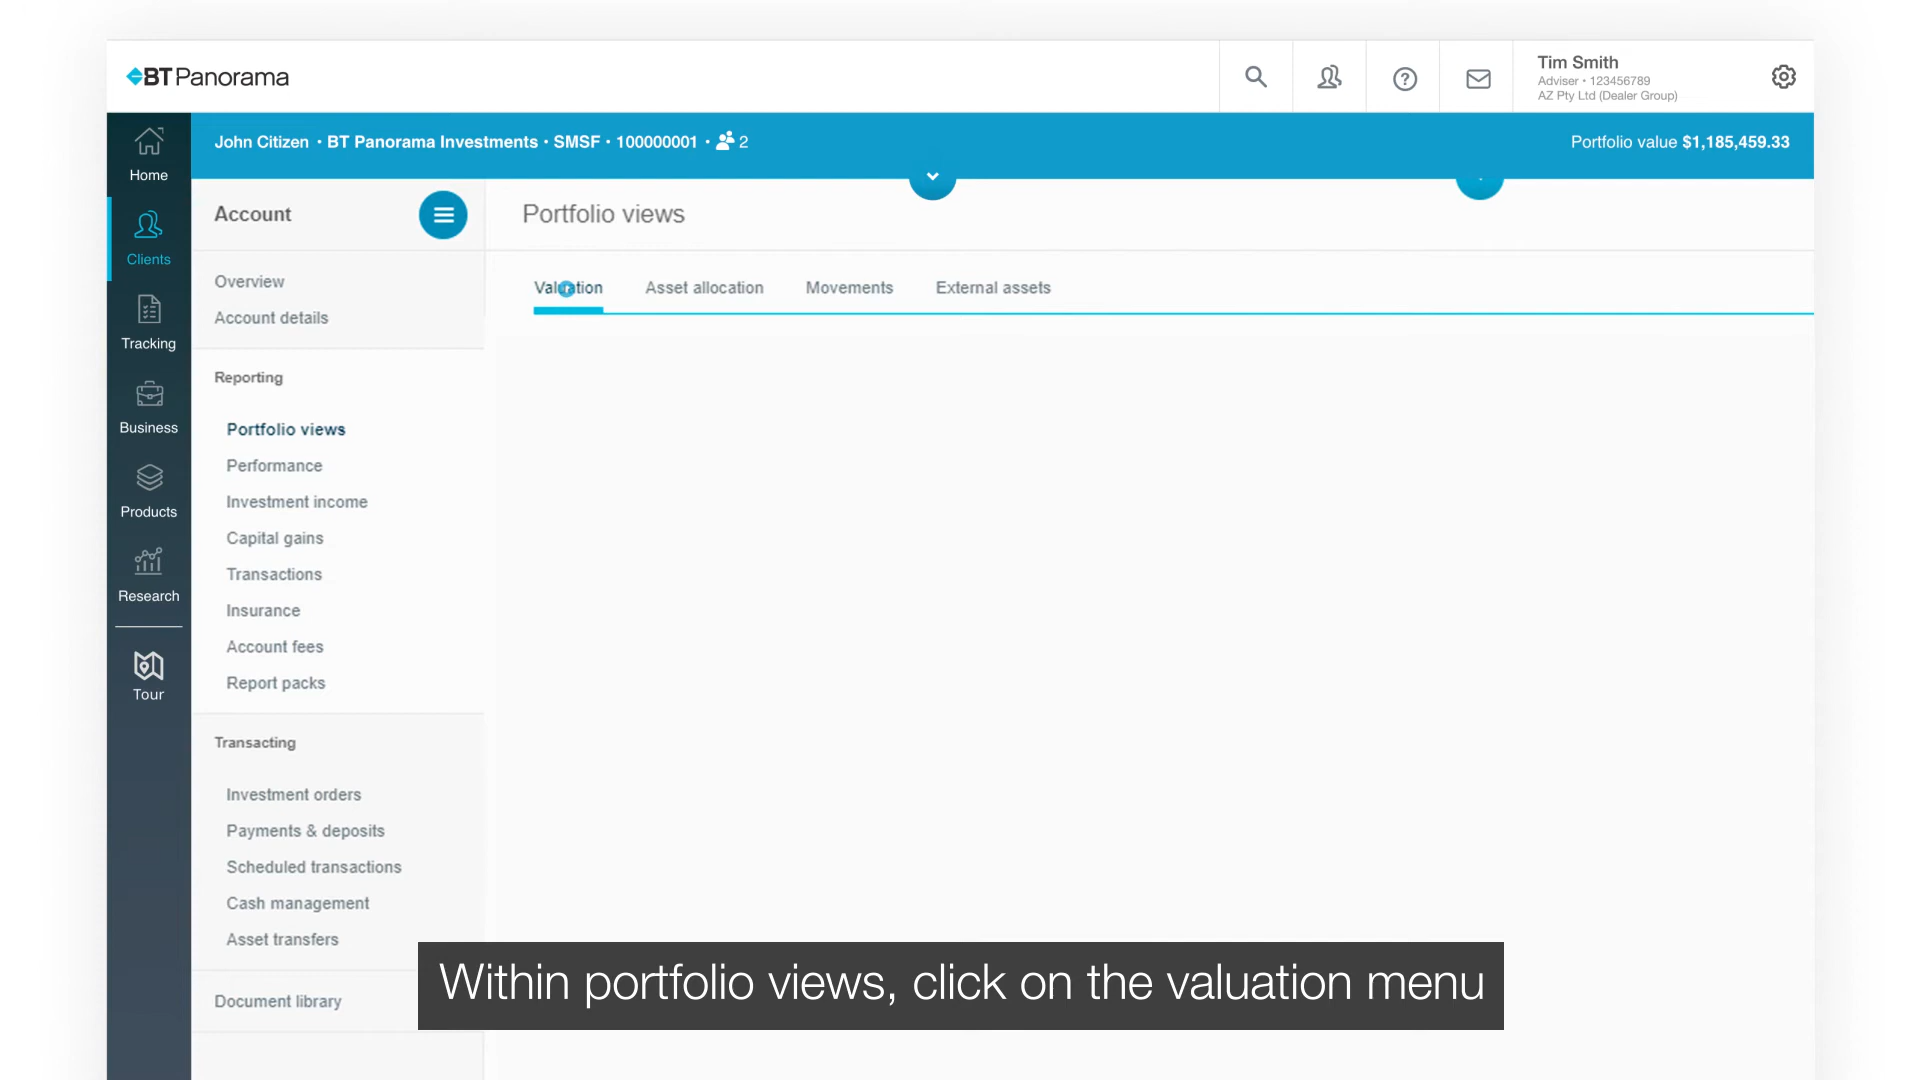 BT Panorama
Tim Smith
Adviser • 123456789
AZ Pty Ltd (Dealer Group)
John Citizen • BT Panorama Investments • SMSF • 100000001 • 2
Portfolio value $1,185,459.33
Home
Clients
Tracking
Business
Products
Research
Tour
Account
Overview
Account details
Reporting
Portfolio views
Performance
Investment income
Capital gains
Transactions
Insurance
Account fees
Report packs
Transacting
Investment orders
Payments & deposits
Scheduled transactions
Cash management
Asset transfers
Document library
Portfolio views
Valuation Asset allocation Movements External assets
Within portfolio views, click on the valuation menu